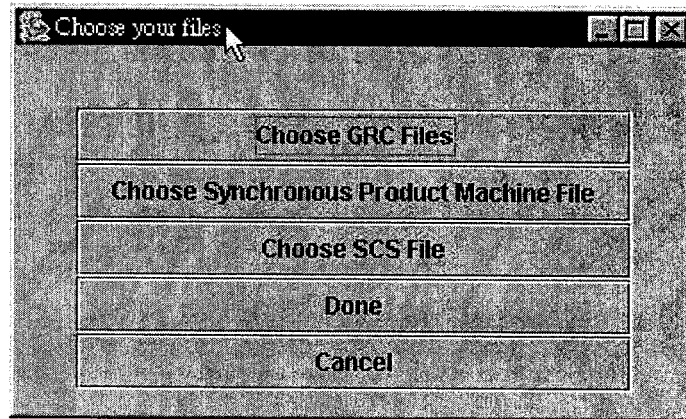 Choose your files
Choose GRC Files
Choose Synchronous Product Machine File
Choose SCS File
Done
Cancel